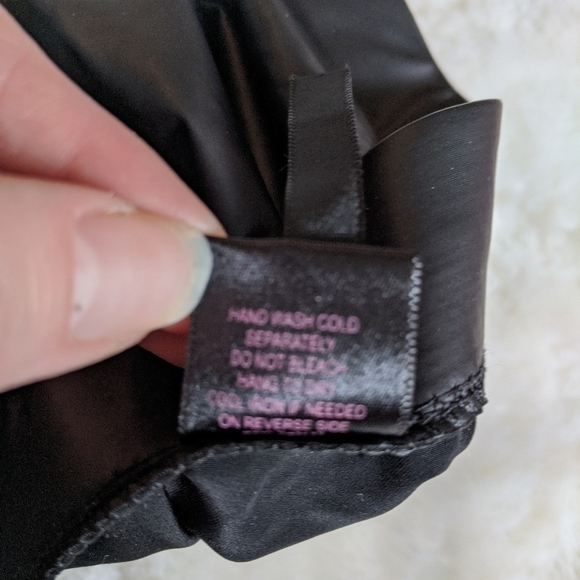 HAND WASH COLD
SEPARATELY
DO NOT BLEACH
HANG TO DRY
COOL IRON IF NEEDED
ON REVERSE SIDE